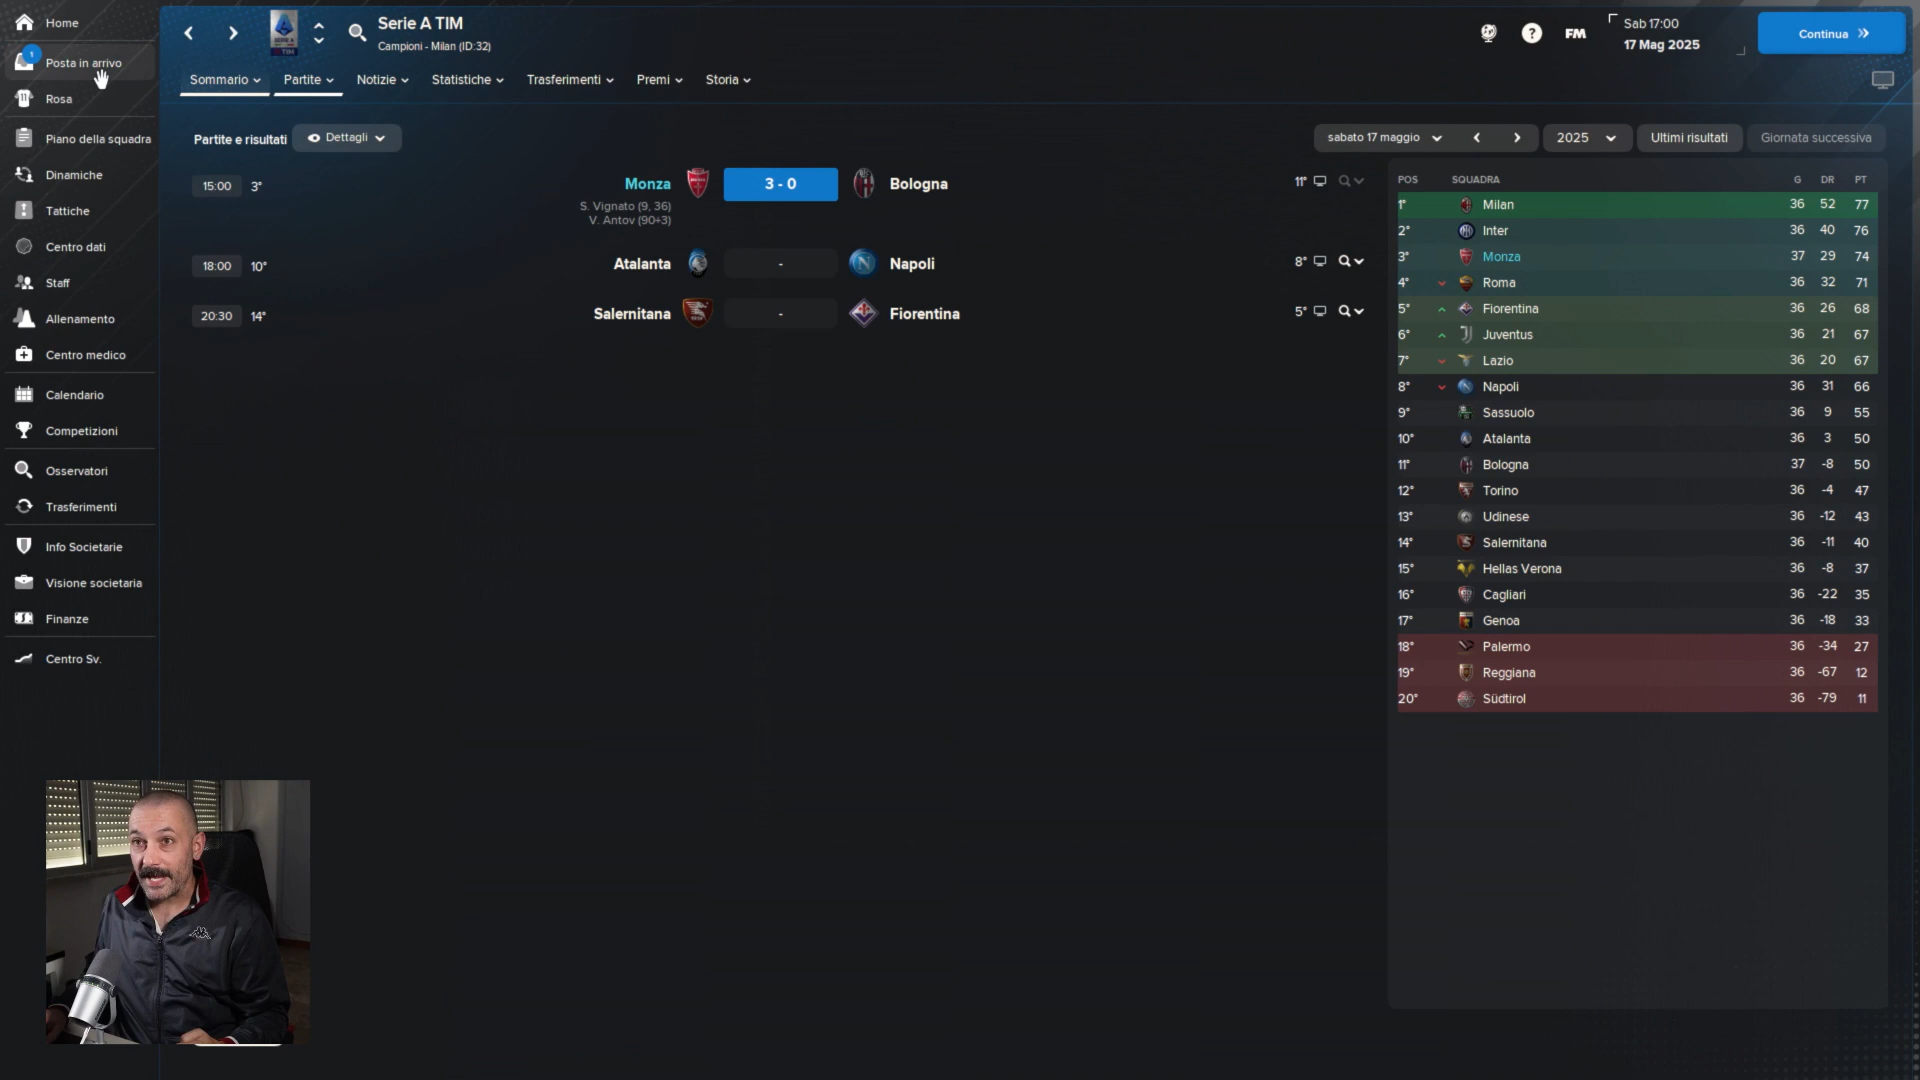 Home
1
Posta in arrivo
Rosa
Piano della squadra
Dinamiche
Tattiche
Centro dati
Staff
Allenamento
Centro medico
Calendario
Competizioni
Osservatori
Trasferimenti
Info Societarie
Visione societaria
Finanze
Centro Sv.
Serie A TIM
Campioni - Milan (ID:32)
FM
Sab 17:00
17 Mag 2025
Continua
Sommario Partite Notizie Statistiche Trasferimenti Premi Storia
Partite e risultati Dettagli
sabato 17 maggio 2025 Ultimi risultati Giornata successiva
15:00 3° Monza 3 - 0 Bologna 11°
S. Vignato (9, 36)
V. Antov (90+3)
18:00 10° Atalanta - Napoli 8°
20:30 14° Salernitana - Fiorentina 5°
POS SQUADRA G DR PT
1° Milan 36 52 77
2° Inter 36 40 76
3° Monza 37 29 74
4° Roma 36 32 71
5° Fiorentina 36 26 68
6° Juventus 36 21 67
7° Lazio 36 20 67
8° Napoli 36 31 66
9° Sassuolo 36 9 55
10° Atalanta 36 3 50
11° Bologna 37 -8 50
12° Torino 36 -4 47
13° Udinese 36 -12 43
14° Salernitana 36 -11 40
15° Hellas Verona 36 -8 37
16° Cagliari 36 -22 35
17° Genoa 36 -18 33
18° Palermo 36 -34 27
19° Reggiana 36 -67 12
20° Südtirol 36 -79 11